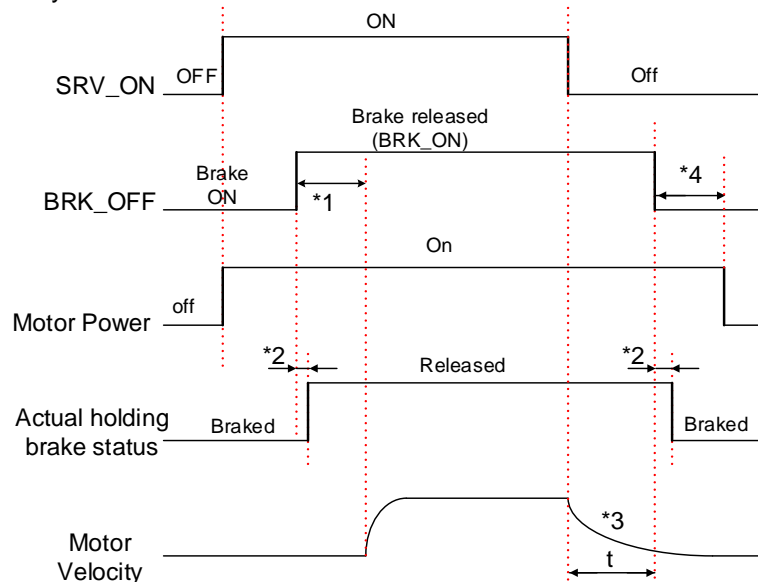 ON
SRV_ON
OFF
Off
Brake released
(BRK_ON)
Brake
ON
BRK_OFF
*1
*4
On
off
Motor Power
*2
*2
Released
Actual holding
brake status
Braked
Braked
*3
Motor
Velocity
t